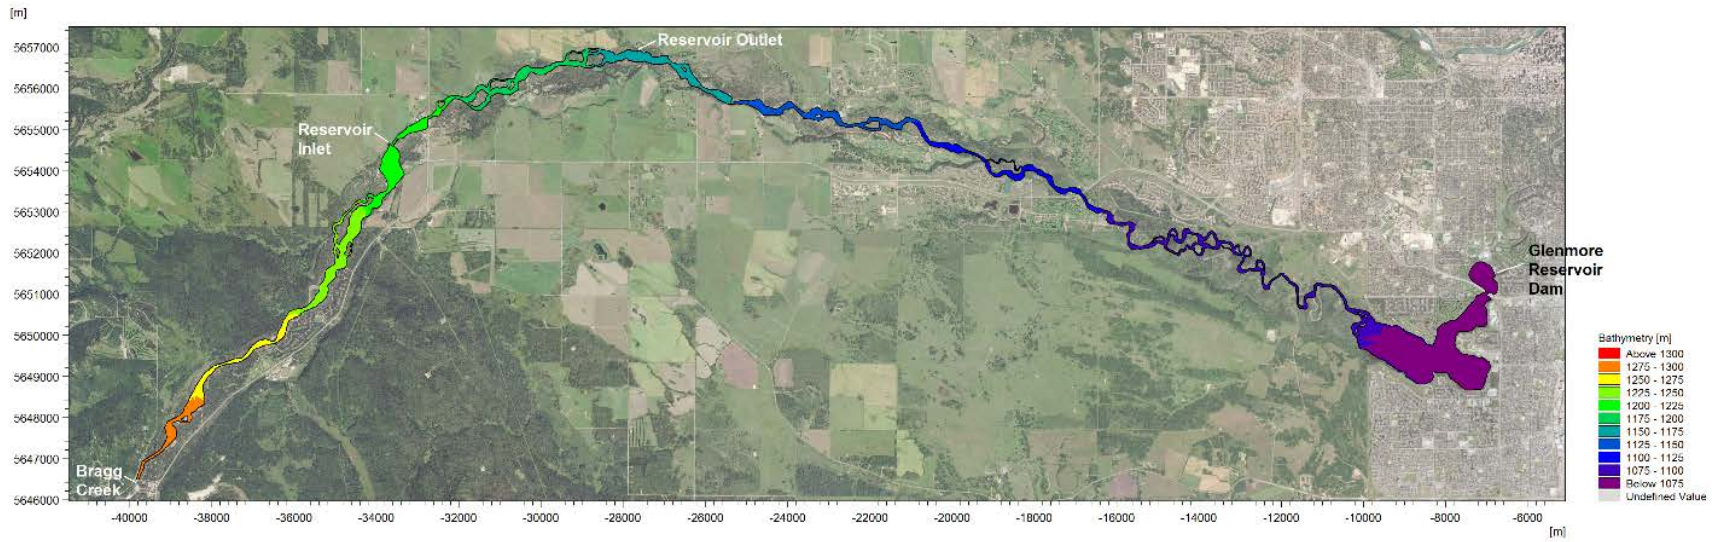 [m]
5657000
5656000
5655000
5654000
5653000
5652000
5651000
5650000
5649000
5648000
5647000
5646000
Reservoir Outlet
Reservoir
Inlet
Bragg
Creek
Glenmore
Reservoir
Dam
Bathymetry [m]
Above 1300
1275 - 1300
1250 - 1275
1225 - 1250
1200 - 1225
1175 - 1200
1150 - 1175
1125 - 1150
1100 - 1125
1075 - 1100
Below 1075
Undefined Value
-40000
-38000
-36000
-34000
-32000
-30000
-28000
-26000
-24000
-22000
-20000
-18000
-16000
-14000
-12000
-10000
-8000
-6000
[m]